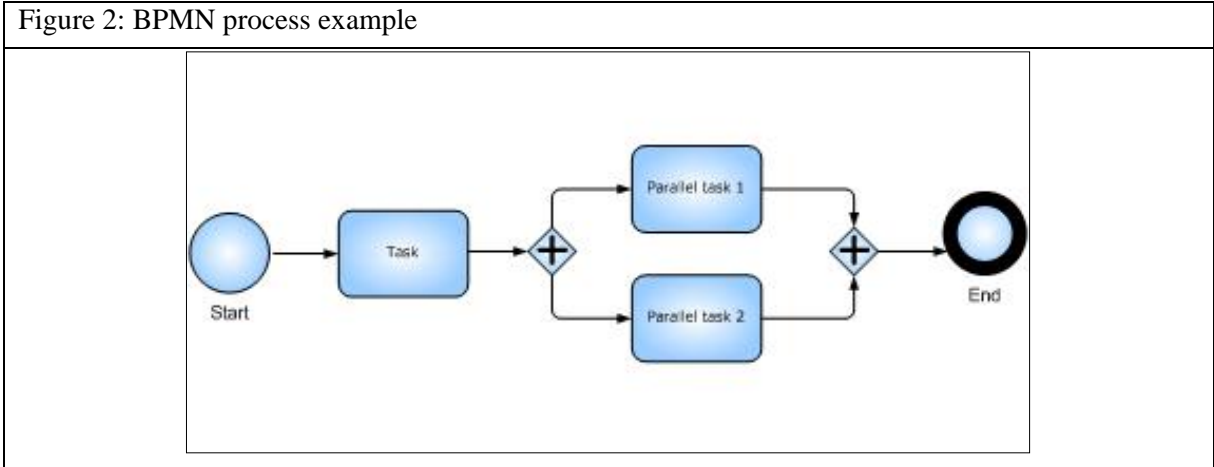 Figure 2: BPMN process example
Parallel task 1
Task
Start
Parallel task 2
End